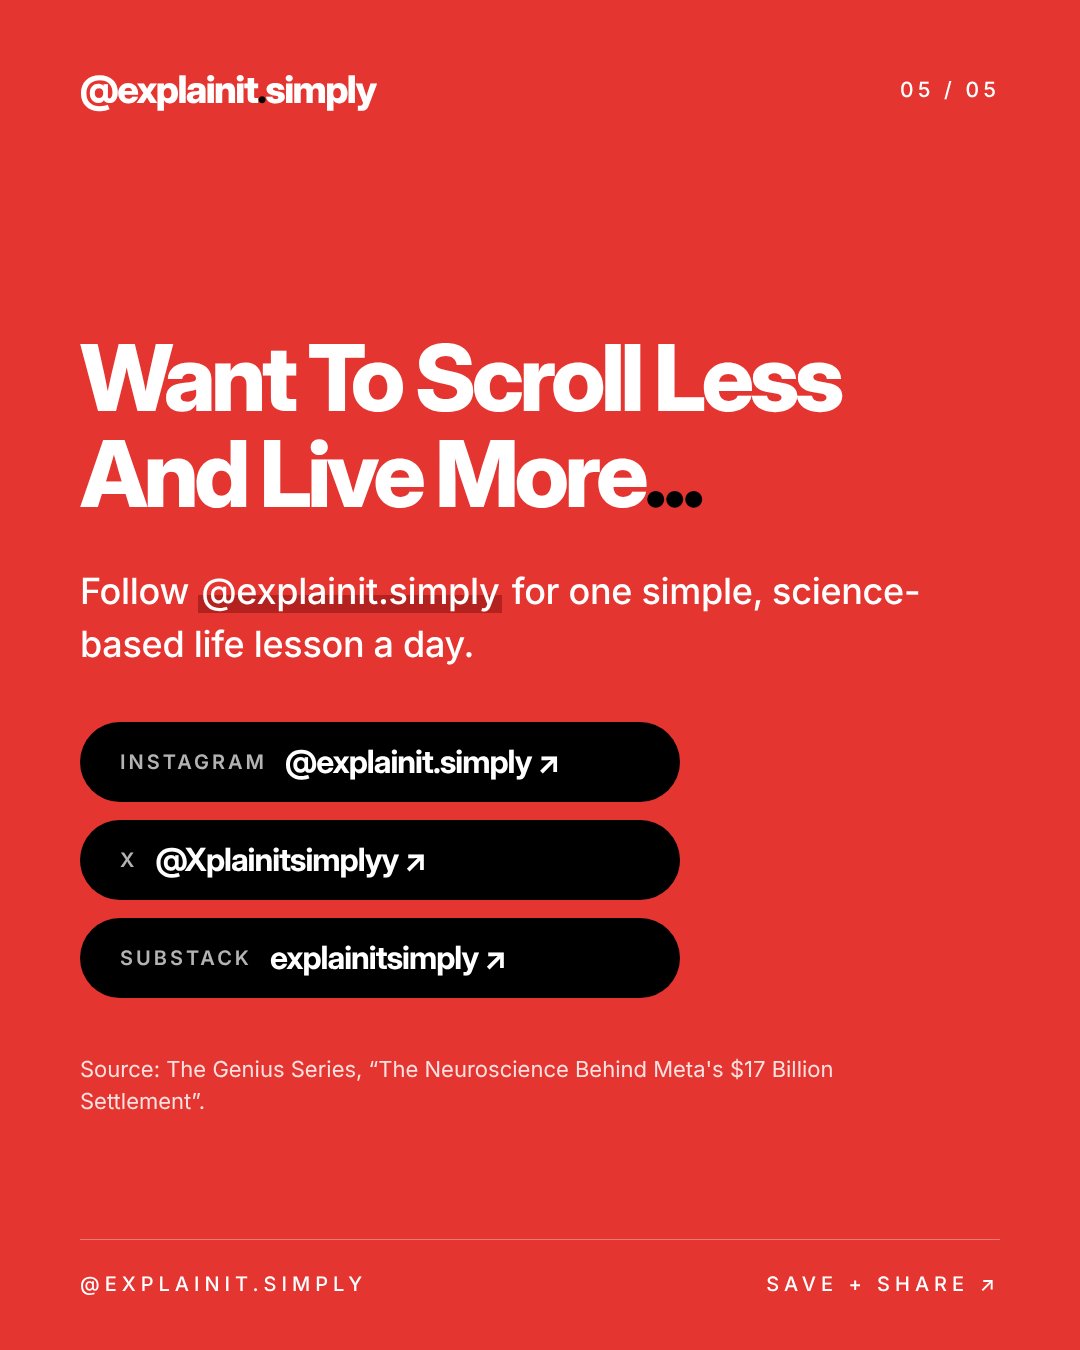 @explainit.simply
05 / 05
Want To Scroll Less
And Live More...
Follow @explainit.simply for one simple, science-
based life lesson a day.
INSTAGRAM @explainit.simply ↗
X @Xplainitsimplyy ↗
SUBSTACK explainitsimply ↗
Source: The Genius Series, “The Neuroscience Behind Meta's $17 Billion
Settlement”.
@EXPLAINIT.SIMPLY
SAVE + SHARE ↗